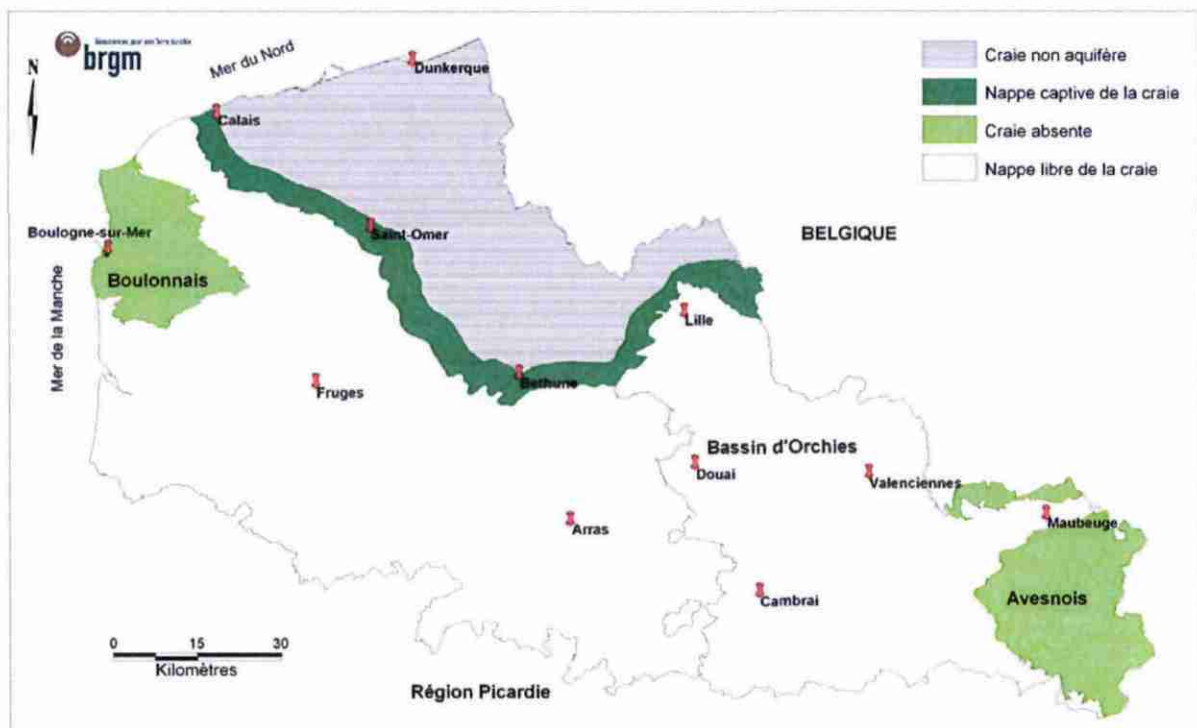 brgm
N
Mer du Nord
Dunkerque
Calais
Craie non aquifère
Nappe captive de la craie
Craie absente
Nappe libre de la craie
Saint-Omer
BELGIQUE
Boulogne-sur-Mer
Boulonnais
Mer de la Manche
Lille
Bethune
Fruges
Bassin d'Orchies
Douai
Valenciennes
Maubeuge
Arras
Cambrai
Avesnois
0 15 30
Kilomètres
Région Picardie